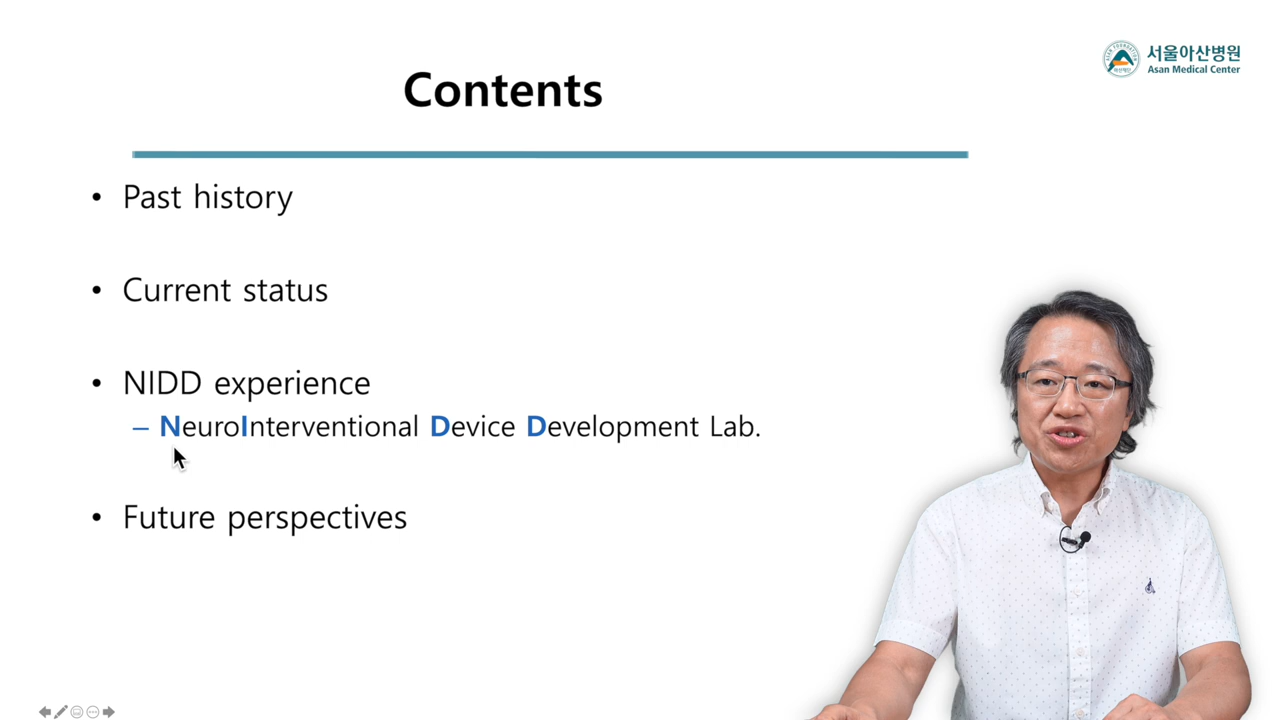 서울아산병원
Asan Medical Center
Contents
• Past history
• Current status
• NIDD experience
– NeuroInterventional Device Development Lab.
• Future perspectives